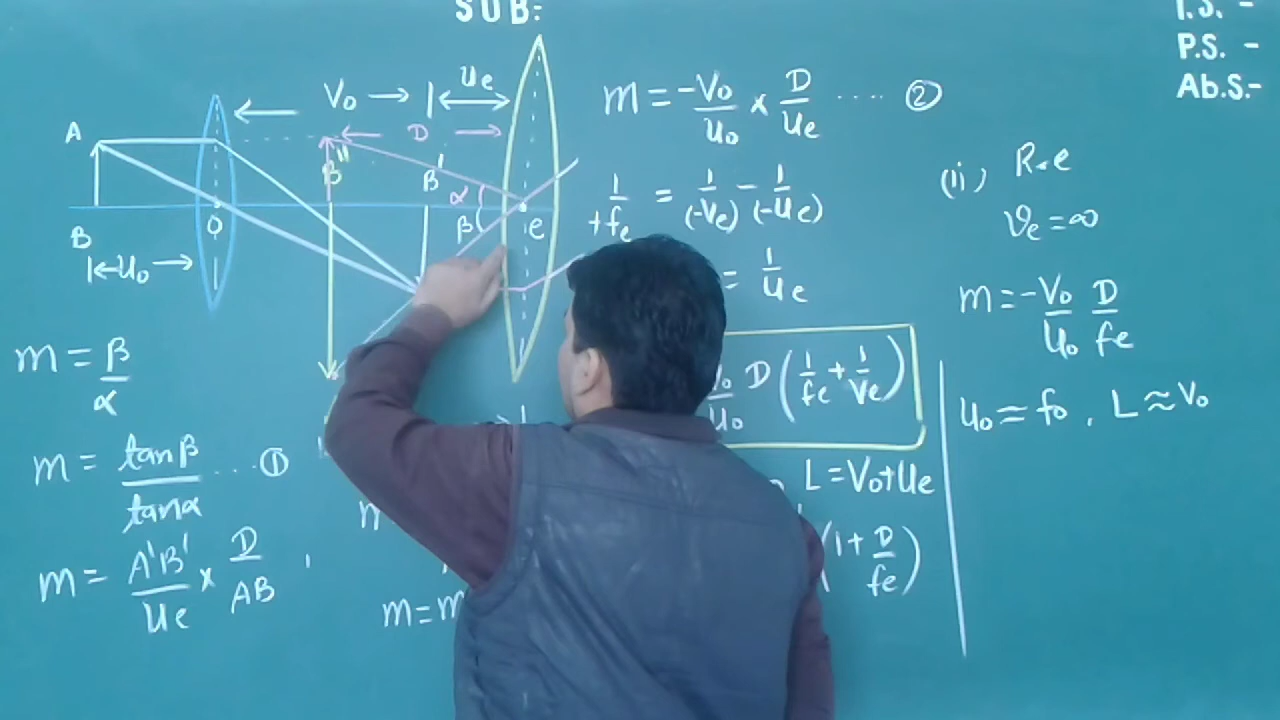 SUB:
T.S. -
P.S. -
Ab.S.-
V₀
uₑ
D
A
B
B''
B'
α
β
O
e
u₀
m = β/α
m = tanβ/tanα .... ①
m = A'B'/uₑ × D/AB ,
m = -V₀/u₀ × D/uₑ ..... ②
1/+fₑ = 1/(-Vₑ) - 1/(-uₑ)
= 1/uₑ
V₀/u₀ D (1/fₑ + 1/Vₑ)
L = V₀+uₑ
(1 + D/fₑ)
m = m
(ii) R.e
vₑ = ∞
m = -V₀/u₀ D/fₑ
u₀ ≈ f₀ , L ≈ V₀